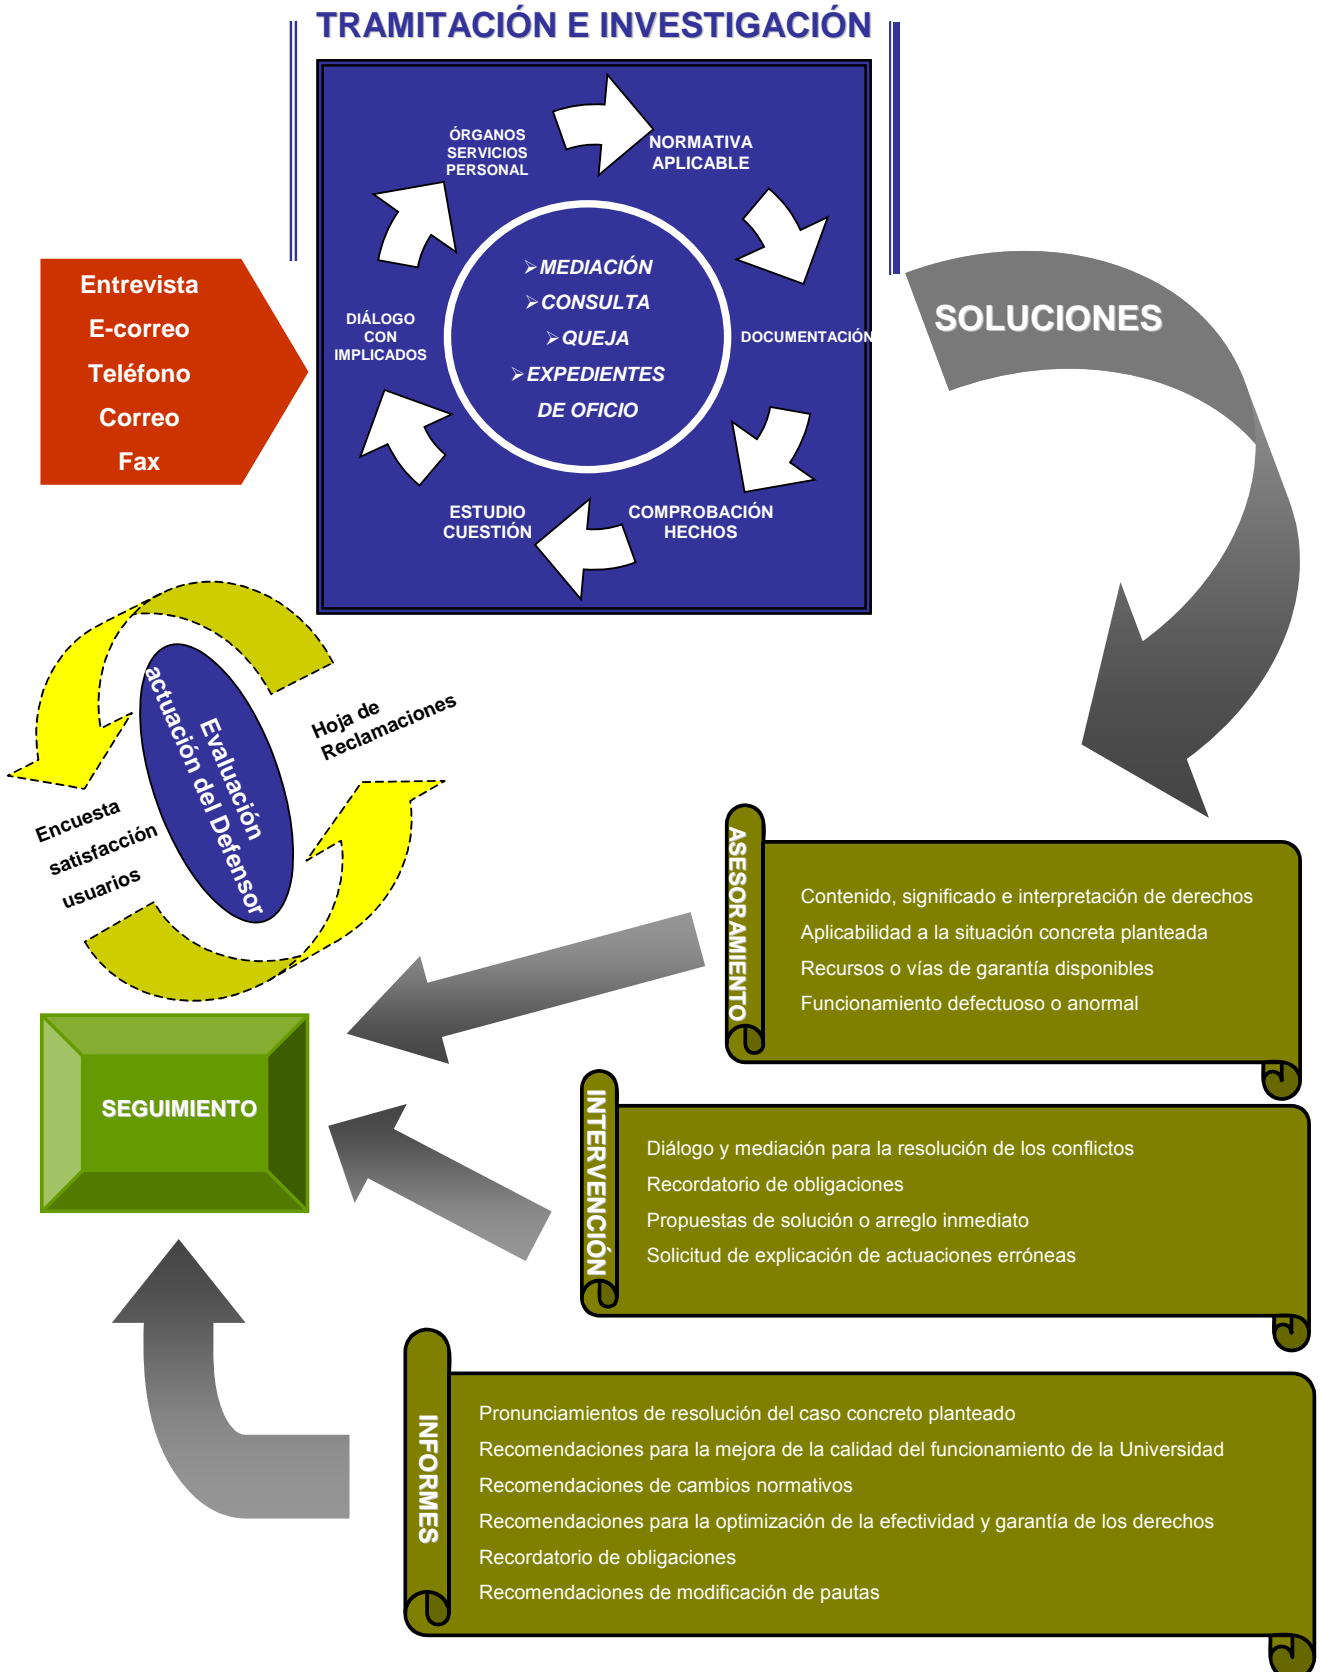 TRAMITACIÓN E INVESTIGACIÓN
ÓRGANOS
SERVICIOS
PERSONAL
NORMATIVA
APLICABLE
DOCUMENTACIÓN
COMPROBACIÓN
HECHOS
ESTUDIO
CUESTIÓN
DIÁLOGO
CON
IMPLICADOS
➢MEDIACIÓN
➢CONSULTA
➢QUEJA
➢EXPEDIENTES
DE OFICIO
Entrevista
E-correo
Teléfono
Correo
Fax
SOLUCIONES
Evaluación
actuación del Defensor
Hoja de
Reclamaciones
Encuesta
satisfacción
usuarios
ASESORAMIENTO
Contenido, significado e interpretación de derechos
Aplicabilidad a la situación concreta planteada
Recursos o vías de garantía disponibles
Funcionamiento defectuoso o anormal
SEGUIMIENTO
INTERVENCIÓN
Diálogo y mediación para la resolución de los conflictos
Recordatorio de obligaciones
Propuestas de solución o arreglo inmediato
Solicitud de explicación de actuaciones erróneas
INFORMES
Pronunciamientos de resolución del caso concreto planteado
Recomendaciones para la mejora de la calidad del funcionamiento de la Universidad
Recomendaciones de cambios normativos
Recomendaciones para la optimización de la efectividad y garantía de los derechos
Recordatorio de obligaciones
Recomendaciones de modificación de pautas